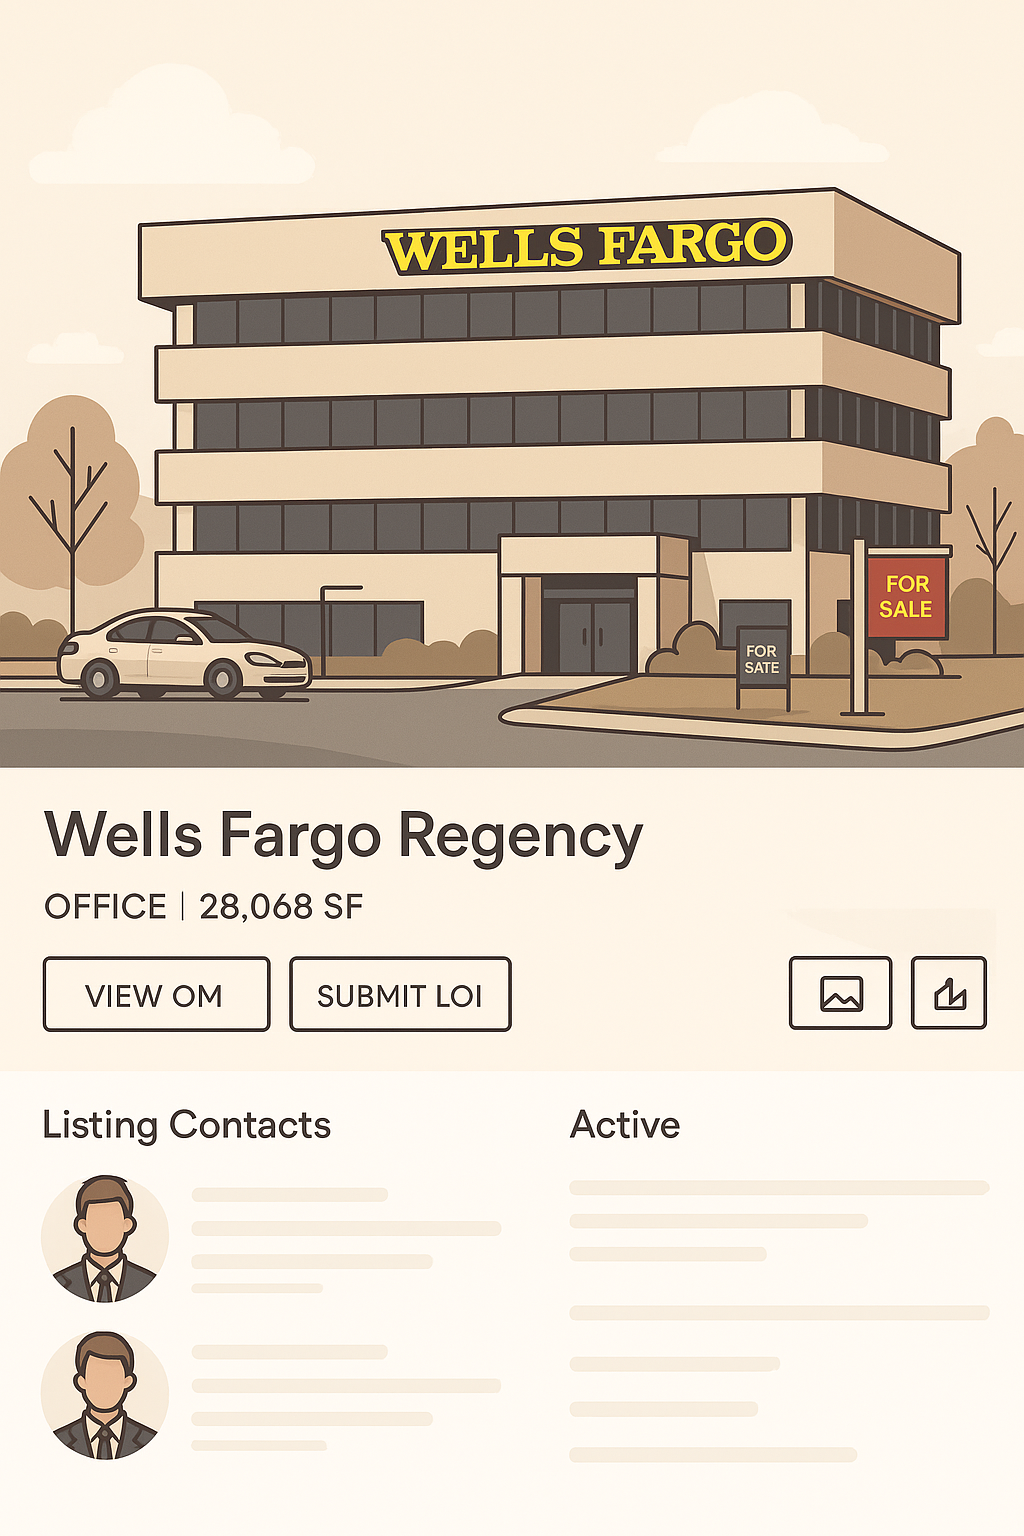 WELLS FARGO
FOR
SALE
FOR
SATE
Wells Fargo Regency
OFFICE | 28,068 SF
VIEW OM
SUBMIT LOI
Listing Contacts
Active